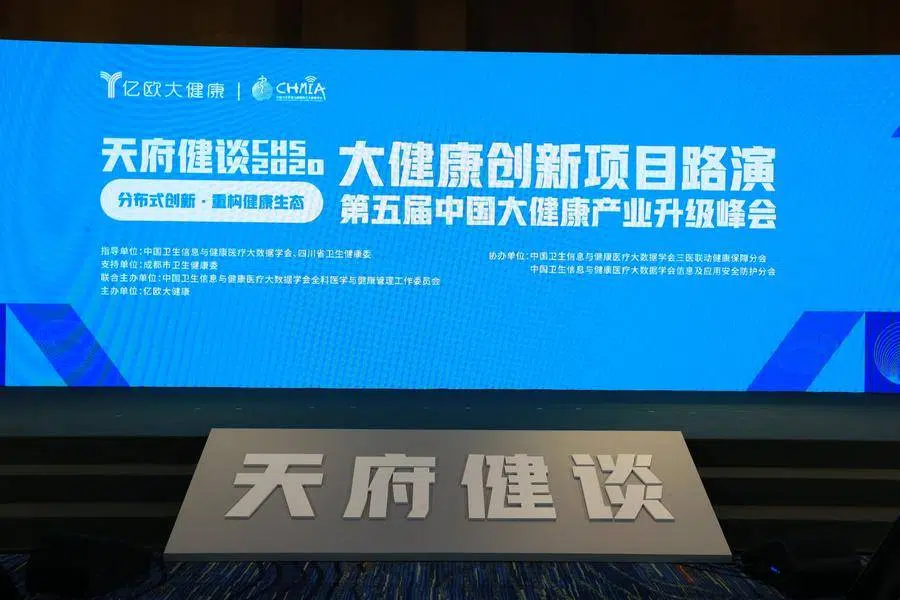 亿欧大健康 | CHMIA
天府健谈 CHS 2020
分布式创新·重构健康生态
大健康创新项目路演
第五届中国大健康产业升级峰会
指导单位:中国卫生信息与健康医疗大数据学会、四川省卫生健康委
支持单位:成都市卫生健康委
联合主办单位:中国卫生信息与健康医疗大数据学会全科医学与健康管理工作委员会
主办单位:亿欧大健康
协办单位:中国卫生信息与健康医疗大数据学会三医联动健康保障分会
中国卫生信息与健康医疗大数据学会信息及应用安全防护分会
天府健谈